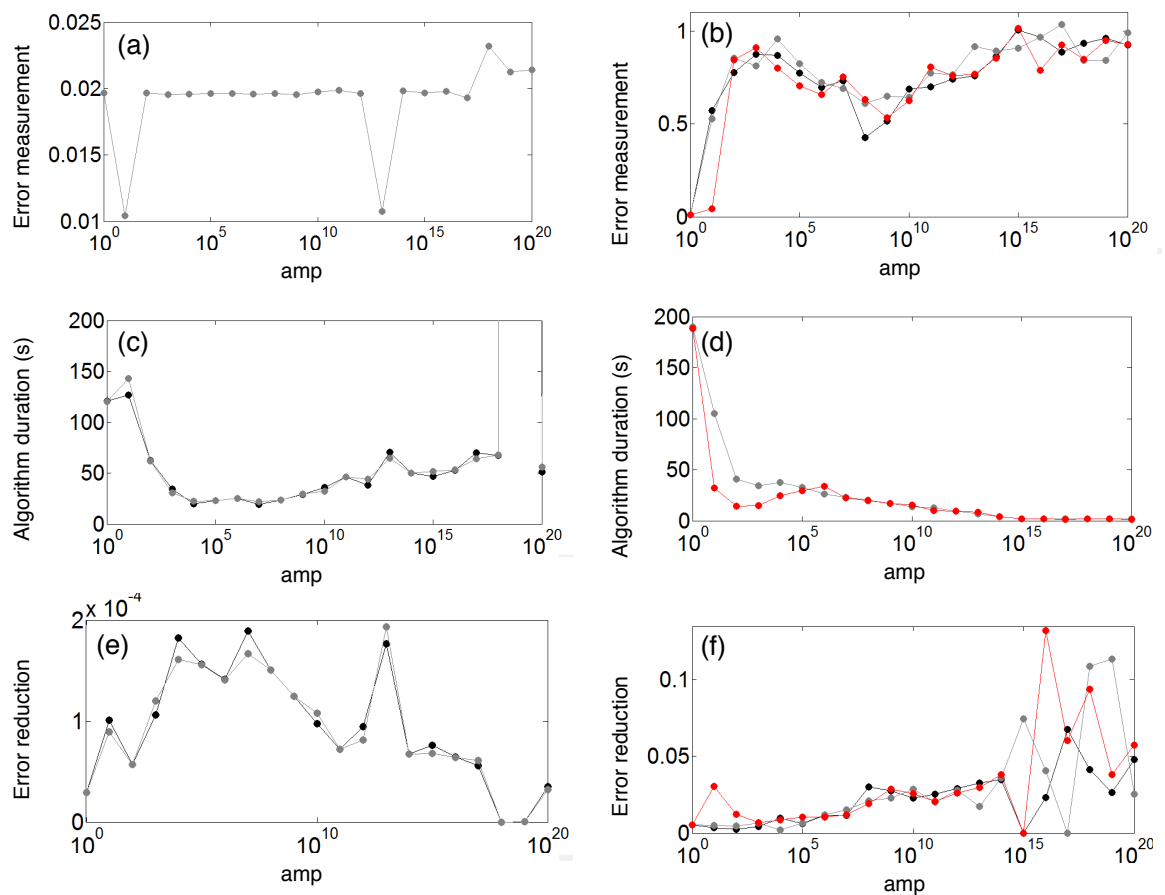 (a)
Error measurement
0.025
0.02
0.015
0.01
10^0 10^5 10^10 10^15 10^20
amp
(b)
Error measurement
1
0.5
0
10^0 10^5 10^10 10^15 10^20
amp
(c)
Algorithm duration (s)
200
150
100
50
0
10^0 10^5 10^10 10^15 10^20
amp
(d)
Algorithm duration (s)
200
150
100
50
0
10^0 10^5 10^10 10^15 10^20
amp
(e)
Error reduction
2 x 10^-4
1
0
10^0 10^10 10^20
amp
(f)
Error reduction
0.1
0.05
0
10^0 10^5 10^10 10^15 10^20
amp